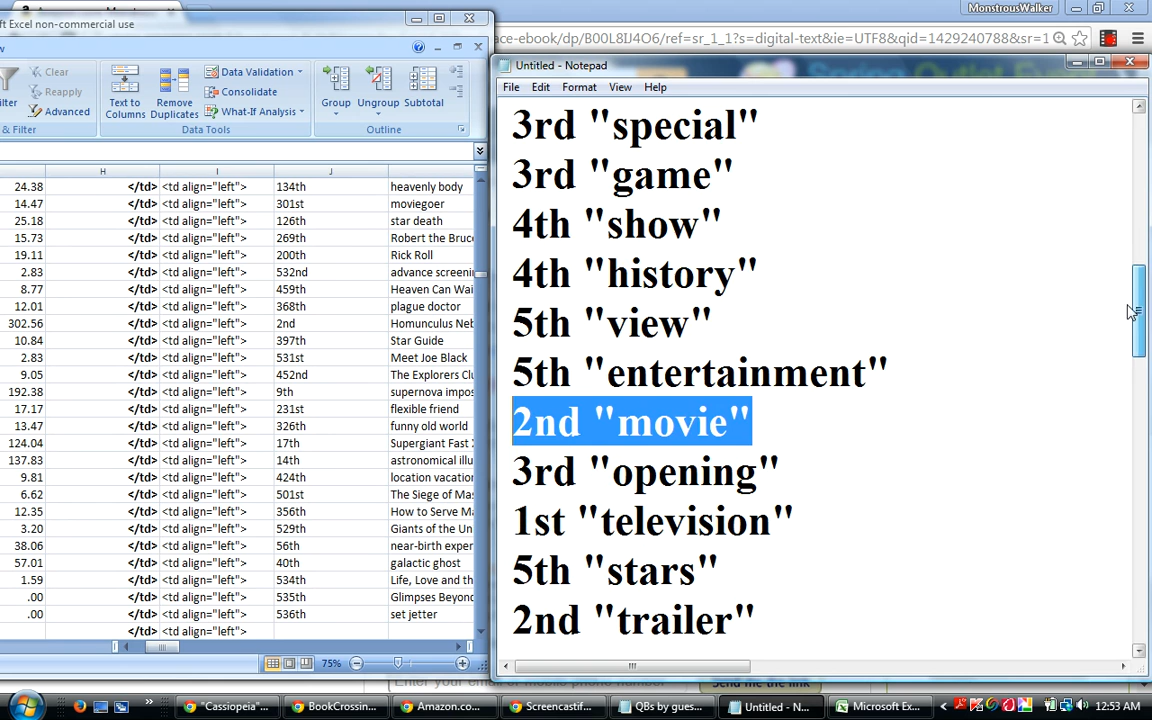 MonstrousWalker
ft Excel non-commercial use
ace-ebook/dp/B00L8IJ4O6/ref=sr_1_1?s=digital-text&ie=UTF8&qid=1429240788&sr=1
Untitled - Notepad
File Edit Format View Help
Clear
Reapply
Advanced
Text to Columns
Remove Duplicates
Data Validation
Consolidate
What-If Analysis
Group
Ungroup
Subtotal
& Filter
Data Tools
Outline
H I J
24.38 </td> <td align="left"> 134th heavenly body
14.47 </td> <td align="left"> 301st moviegoer
25.18 </td> <td align="left"> 126th star death
15.73 </td> <td align="left"> 269th Robert the Bruce
19.11 </td> <td align="left"> 200th Rick Roll
2.83 </td> <td align="left"> 532nd advance screenin
8.77 </td> <td align="left"> 459th Heaven Can Wai
12.01 </td> <td align="left"> 368th plague doctor
302.56 </td> <td align="left"> 2nd Homunculus Neb
10.84 </td> <td align="left"> 397th Star Guide
2.83 </td> <td align="left"> 531st Meet Joe Black
9.05 </td> <td align="left"> 452nd The Explorers Clu
192.38 </td> <td align="left"> 9th supernova impos
17.17 </td> <td align="left"> 231st flexible friend
13.47 </td> <td align="left"> 326th funny old world
124.04 </td> <td align="left"> 17th Supergiant Fast X
137.83 </td> <td align="left"> 14th astronomical illu
9.81 </td> <td align="left"> 424th location vacation
6.62 </td> <td align="left"> 501st The Siege of Mas
12.35 </td> <td align="left"> 356th How to Serve Ma
3.20 </td> <td align="left"> 529th Giants of the Un
38.06 </td> <td align="left"> 56th near-birth exper
57.01 </td> <td align="left"> 40th galactic ghost
1.59 </td> <td align="left"> 534th Life, Love and the
.00 </td> <td align="left"> 535th Glimpses Beyon
.00 </td> <td align="left"> 536th set jetter
</td> <td align="left">
75%
3rd "special"
3rd "game"
4th "show"
4th "history"
5th "view"
5th "entertainment"
2nd "movie"
3rd "opening"
1st "television"
5th "stars"
2nd "trailer"
"Cassiopeia"...
BookCrossin...
Amazon.co...
Screencastif...
QBs by gues...
Untitled - No...
Microsoft Ex...
12:53 AM